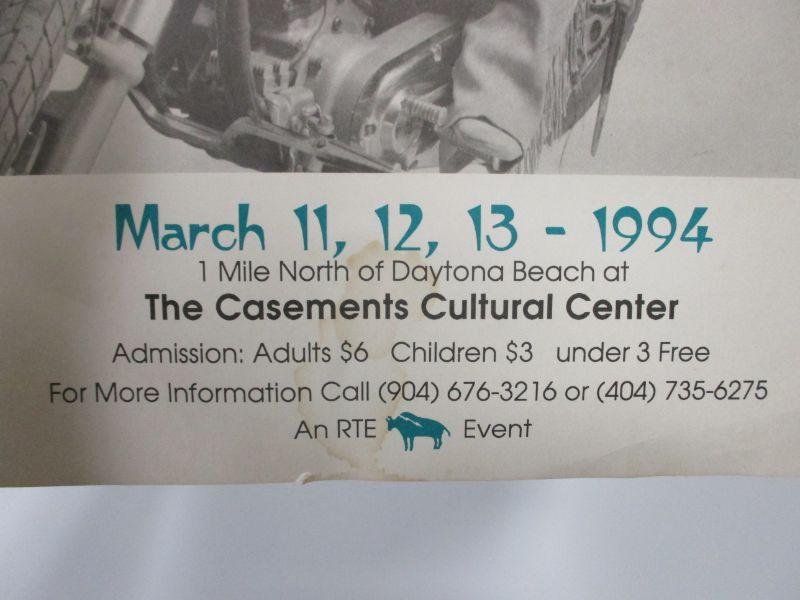 March 11, 12, 13 - 1994
1 Mile North of Daytona Beach at
The Casements Cultural Center
Admission: Adults $6 Children $3 under 3 Free
For More Information Call (904) 676-3216 or (404) 735-6275
An RTE Event